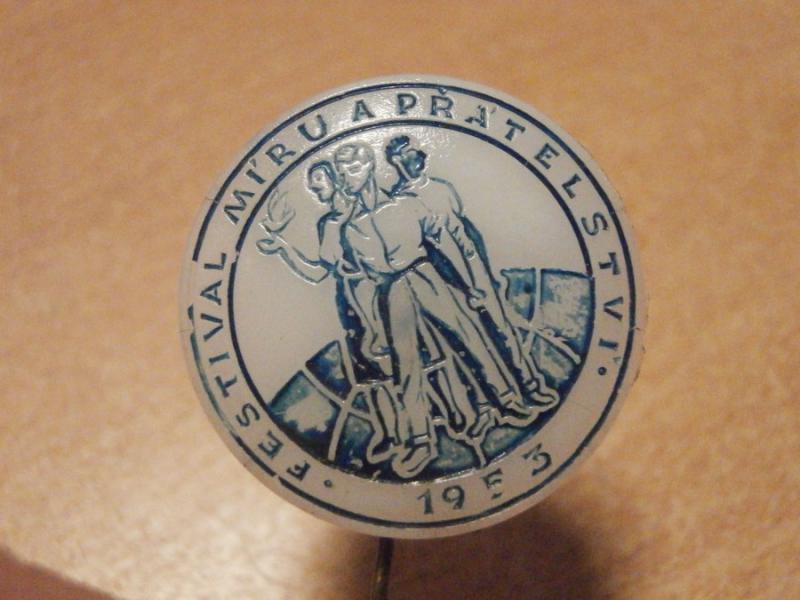 · FESTIVAL MÍRU A PŘÁTELSTVÍ ·
1953